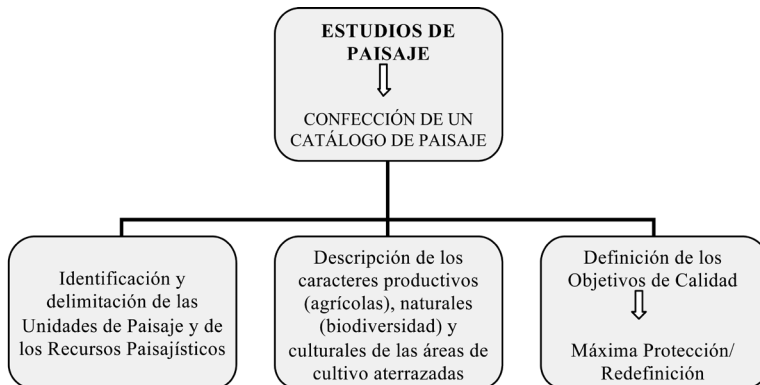 ESTUDIOS DE
PAISAJE
CONFECCIÓN DE UN
CATÁLOGO DE PAISAJE
Identificación y
delimitación de las
Unidades de Paisaje y de
los Recursos Paisajísticos
Descripción de los
caracteres productivos
(agrícolas), naturales
(biodiversidad) y
culturales de las áreas de
cultivo aterrazadas
Definición de los
Objetivos de Calidad
Máxima Protección/
Redefinición